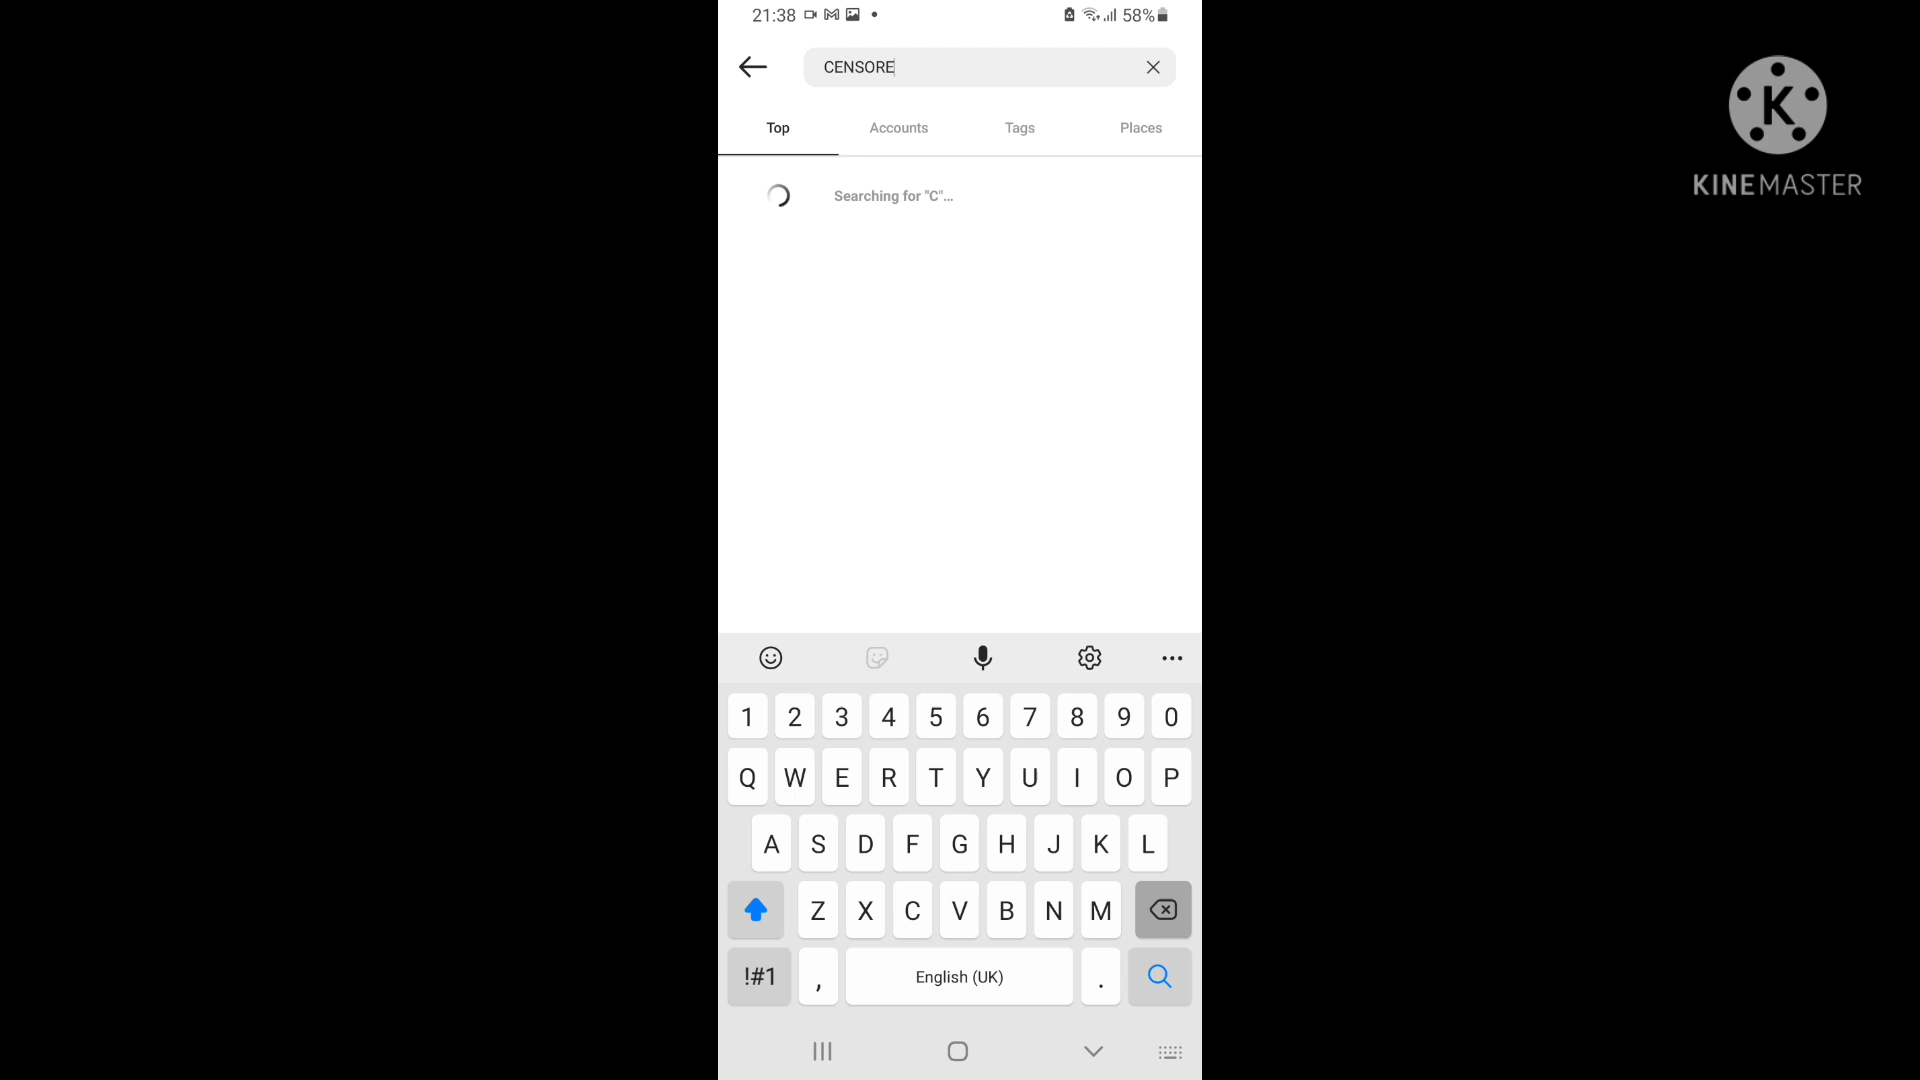 21:38 58%
CENSORE
Top Accounts Tags Places
Searching for "C"...
1 2 3 4 5 6 7 8 9 0
Q W E R T Y U I O P
A S D F G H J K L
Z X C V B N M
!#1 , English (UK) .
K
KINEMASTER